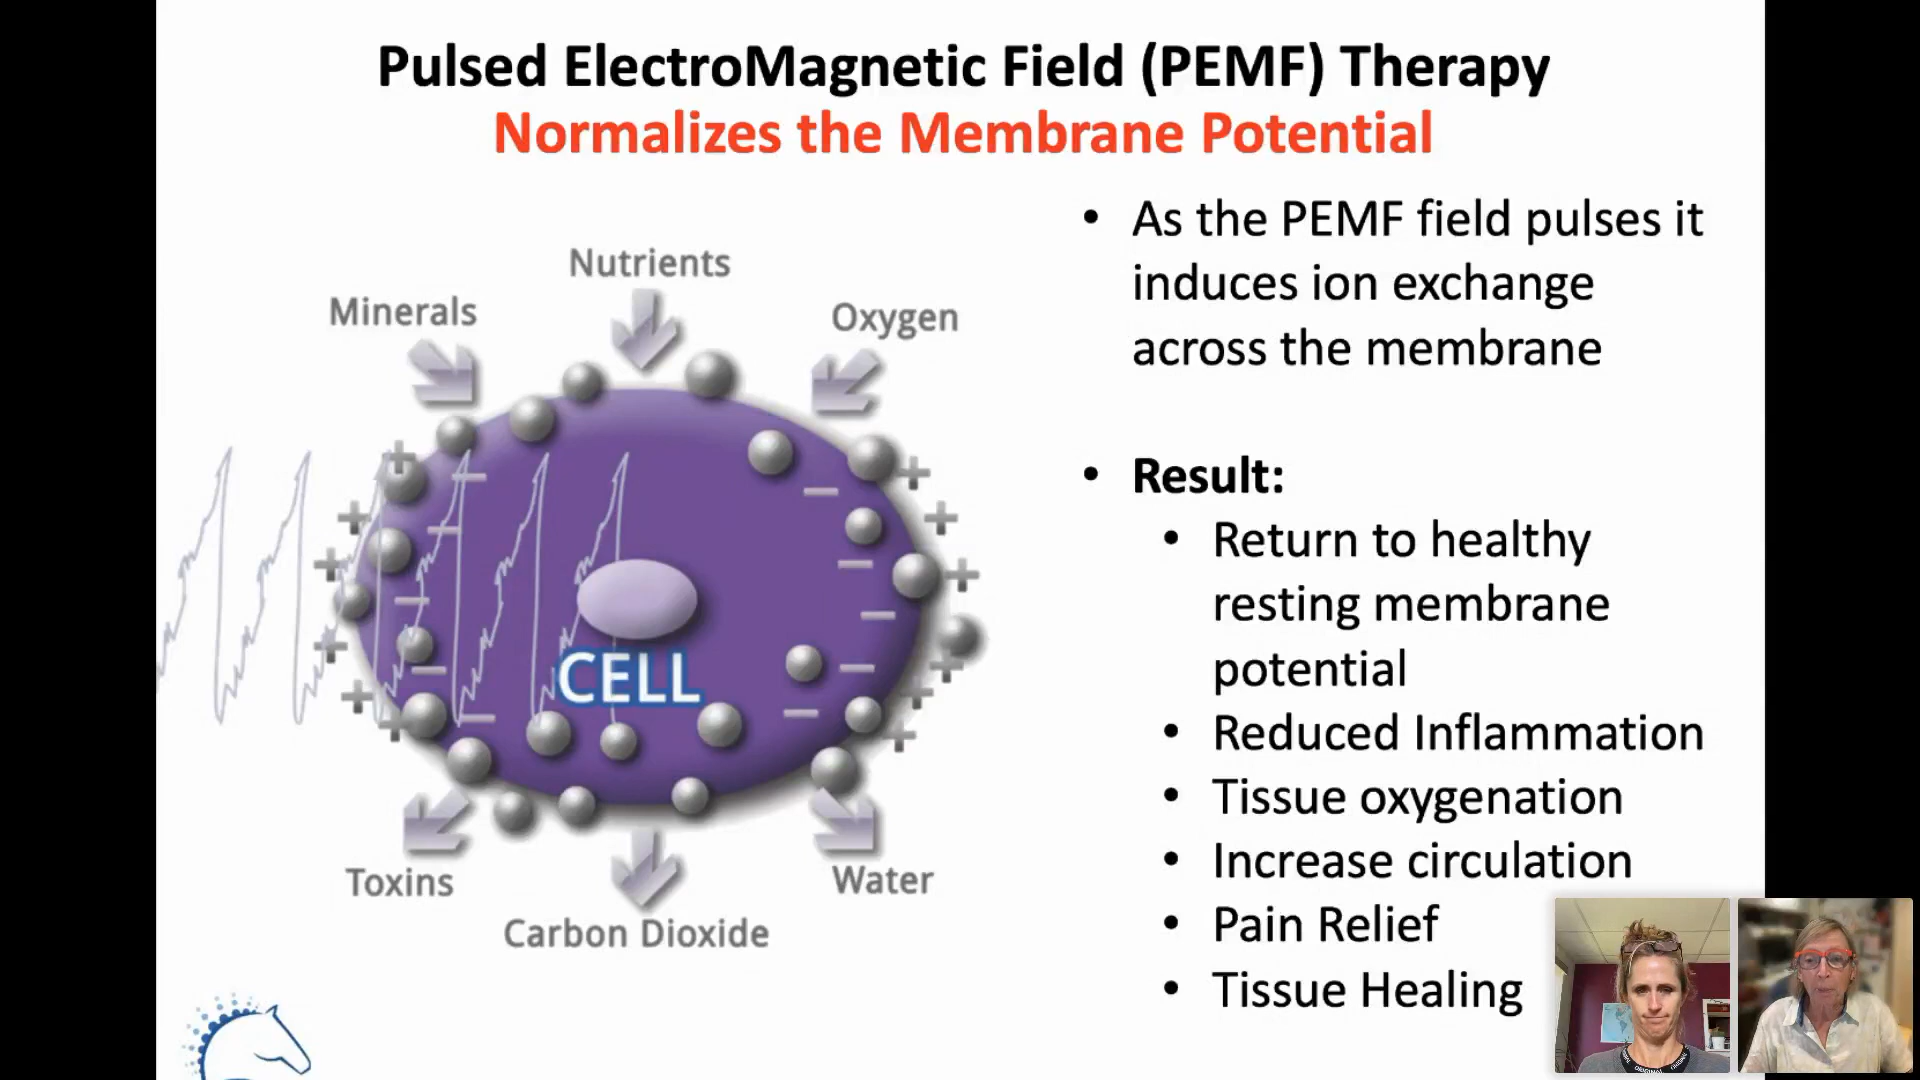 Pulsed ElectroMagnetic Field (PEMF) Therapy
Normalizes the Membrane Potential
Nutrients
Minerals
Oxygen
CELL
Toxins
Water
Carbon Dioxide
• As the PEMF field pulses it
induces ion exchange
across the membrane
• Result:
• Return to healthy
resting membrane
potential
• Reduced Inflammation
• Tissue oxygenation
• Increase circulation
• Pain Relief
• Tissue Healing
ORIGINAL